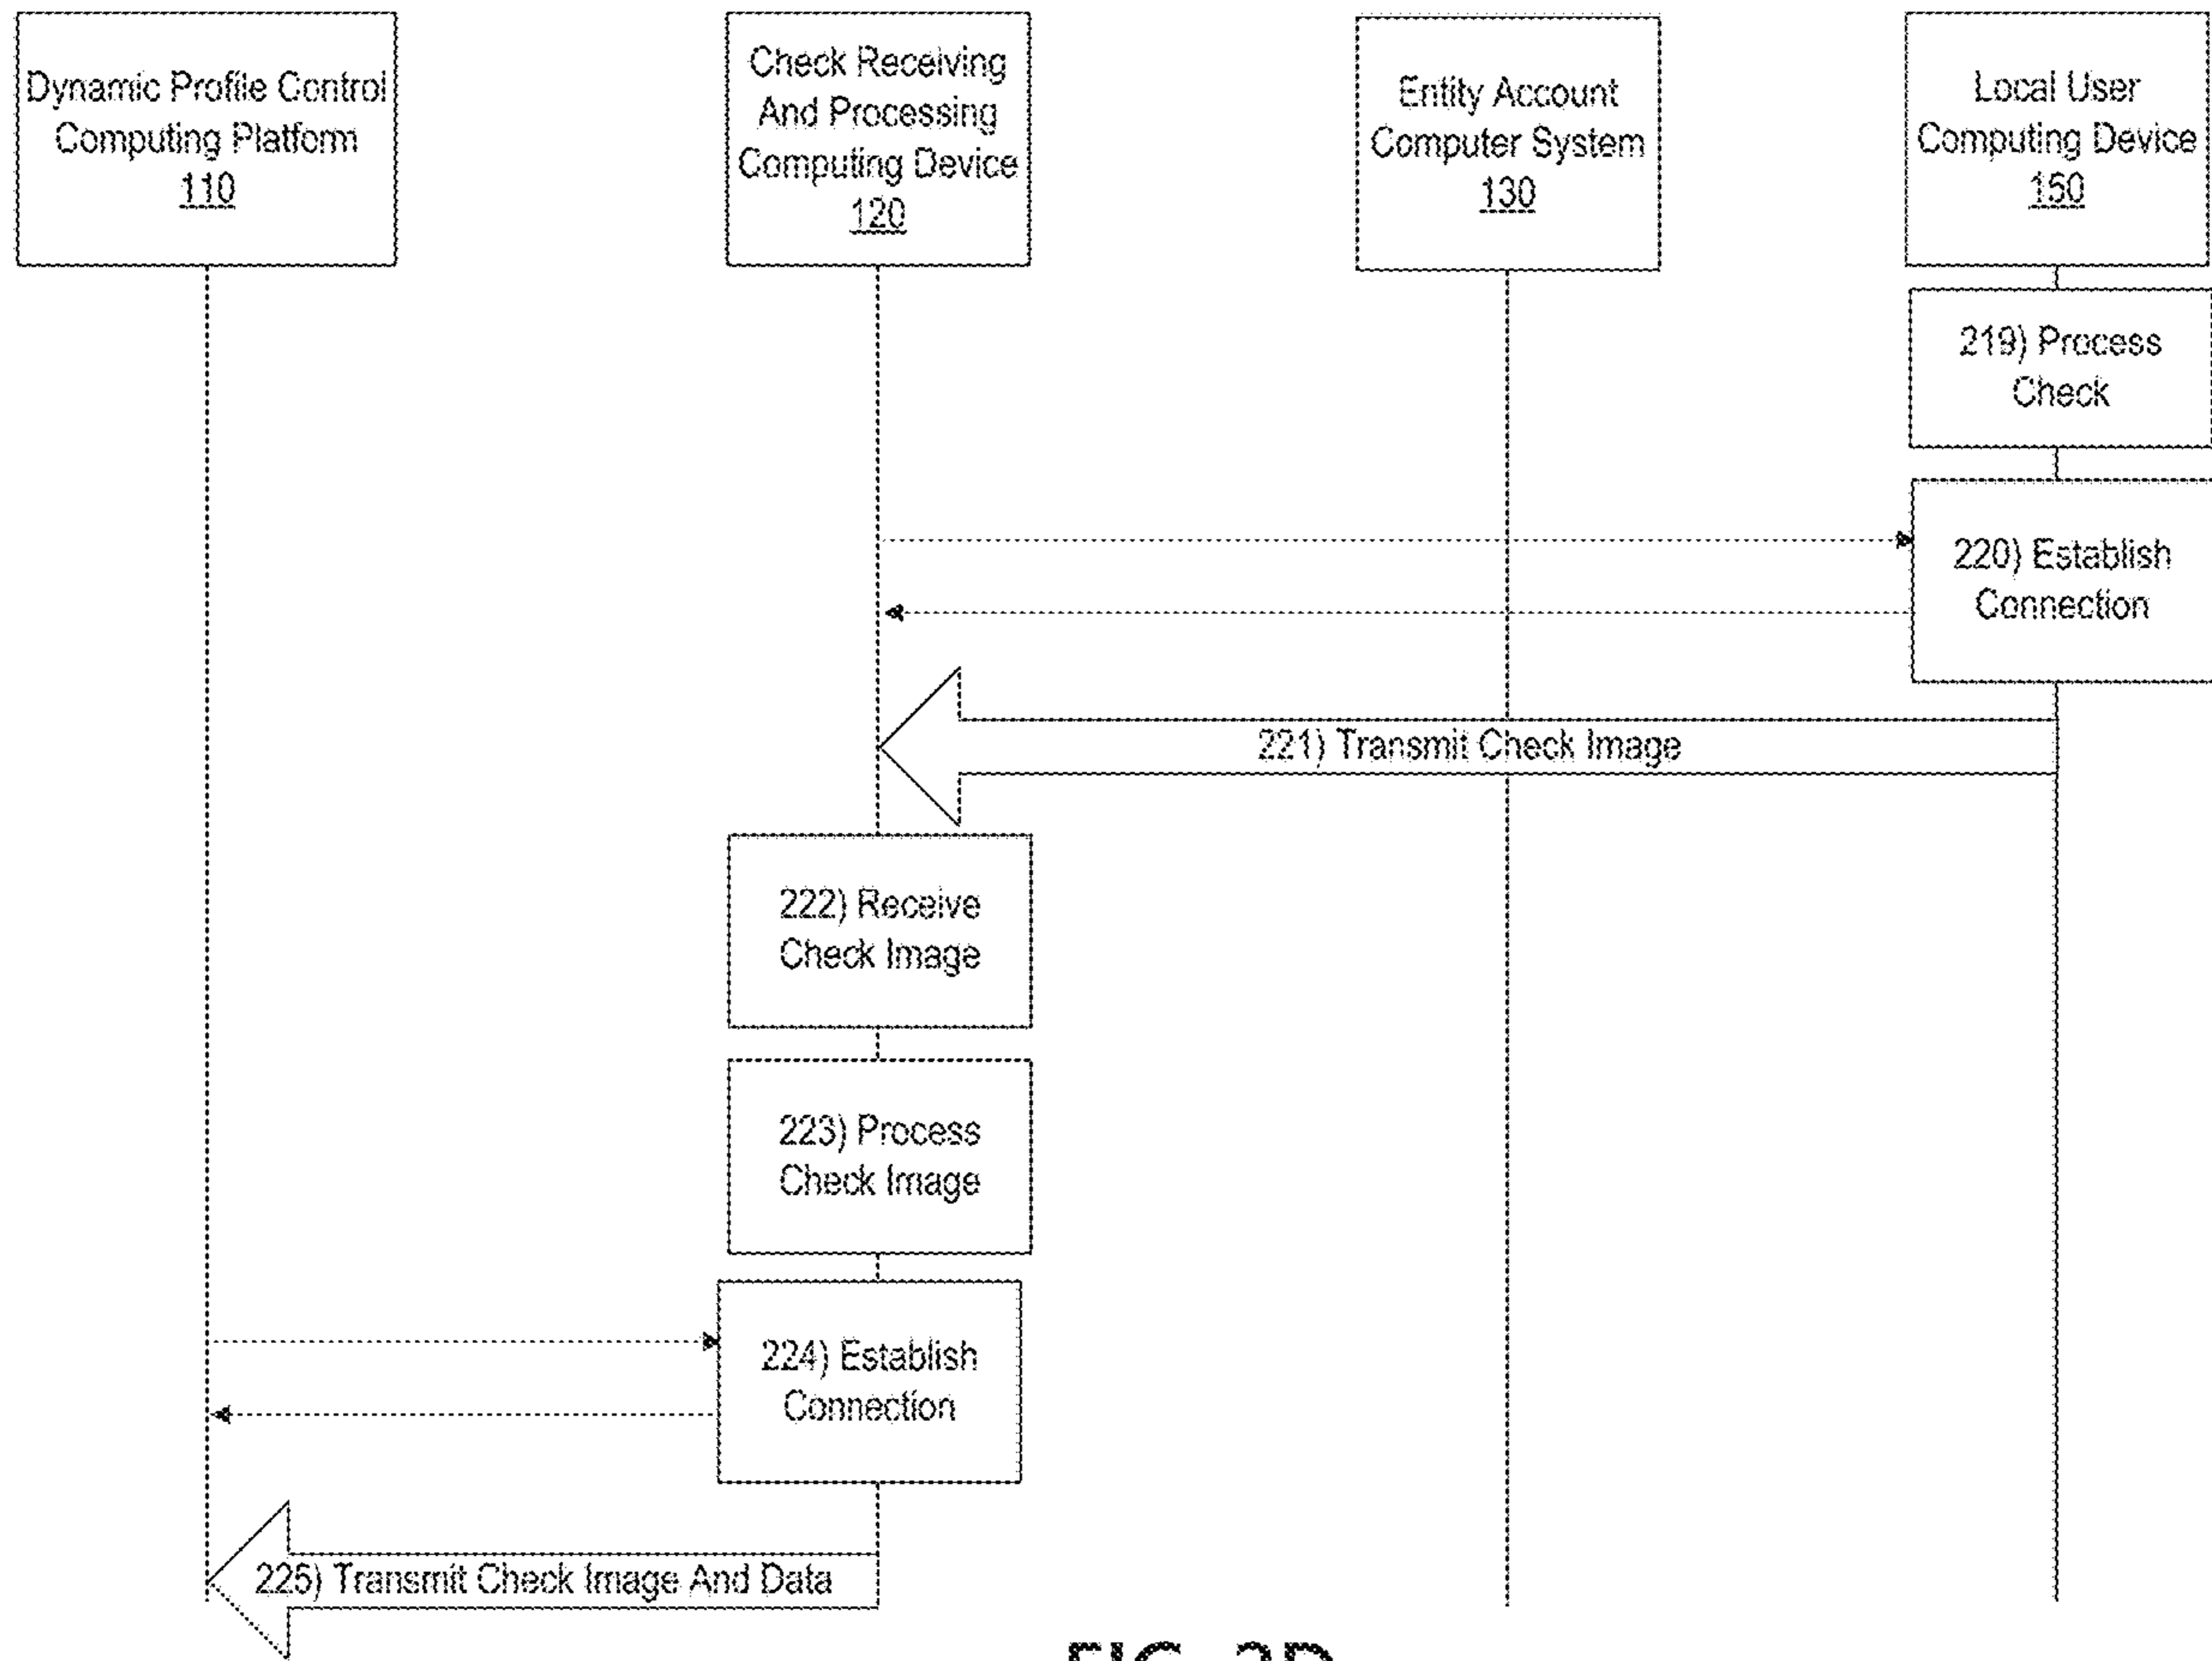 Dynamic Profile Control
Computing Platform
110
Check Receiving
And Processing
Computing Device
120
Entity Account
Computer System
130
Local User
Computing Device
150
219) Process
Check
220) Establish
Connection
221) Transmit Check Image
222) Receive
Check Image
223) Process
Check Image
224) Establish
Connection
225) Transmit Check Image And Data